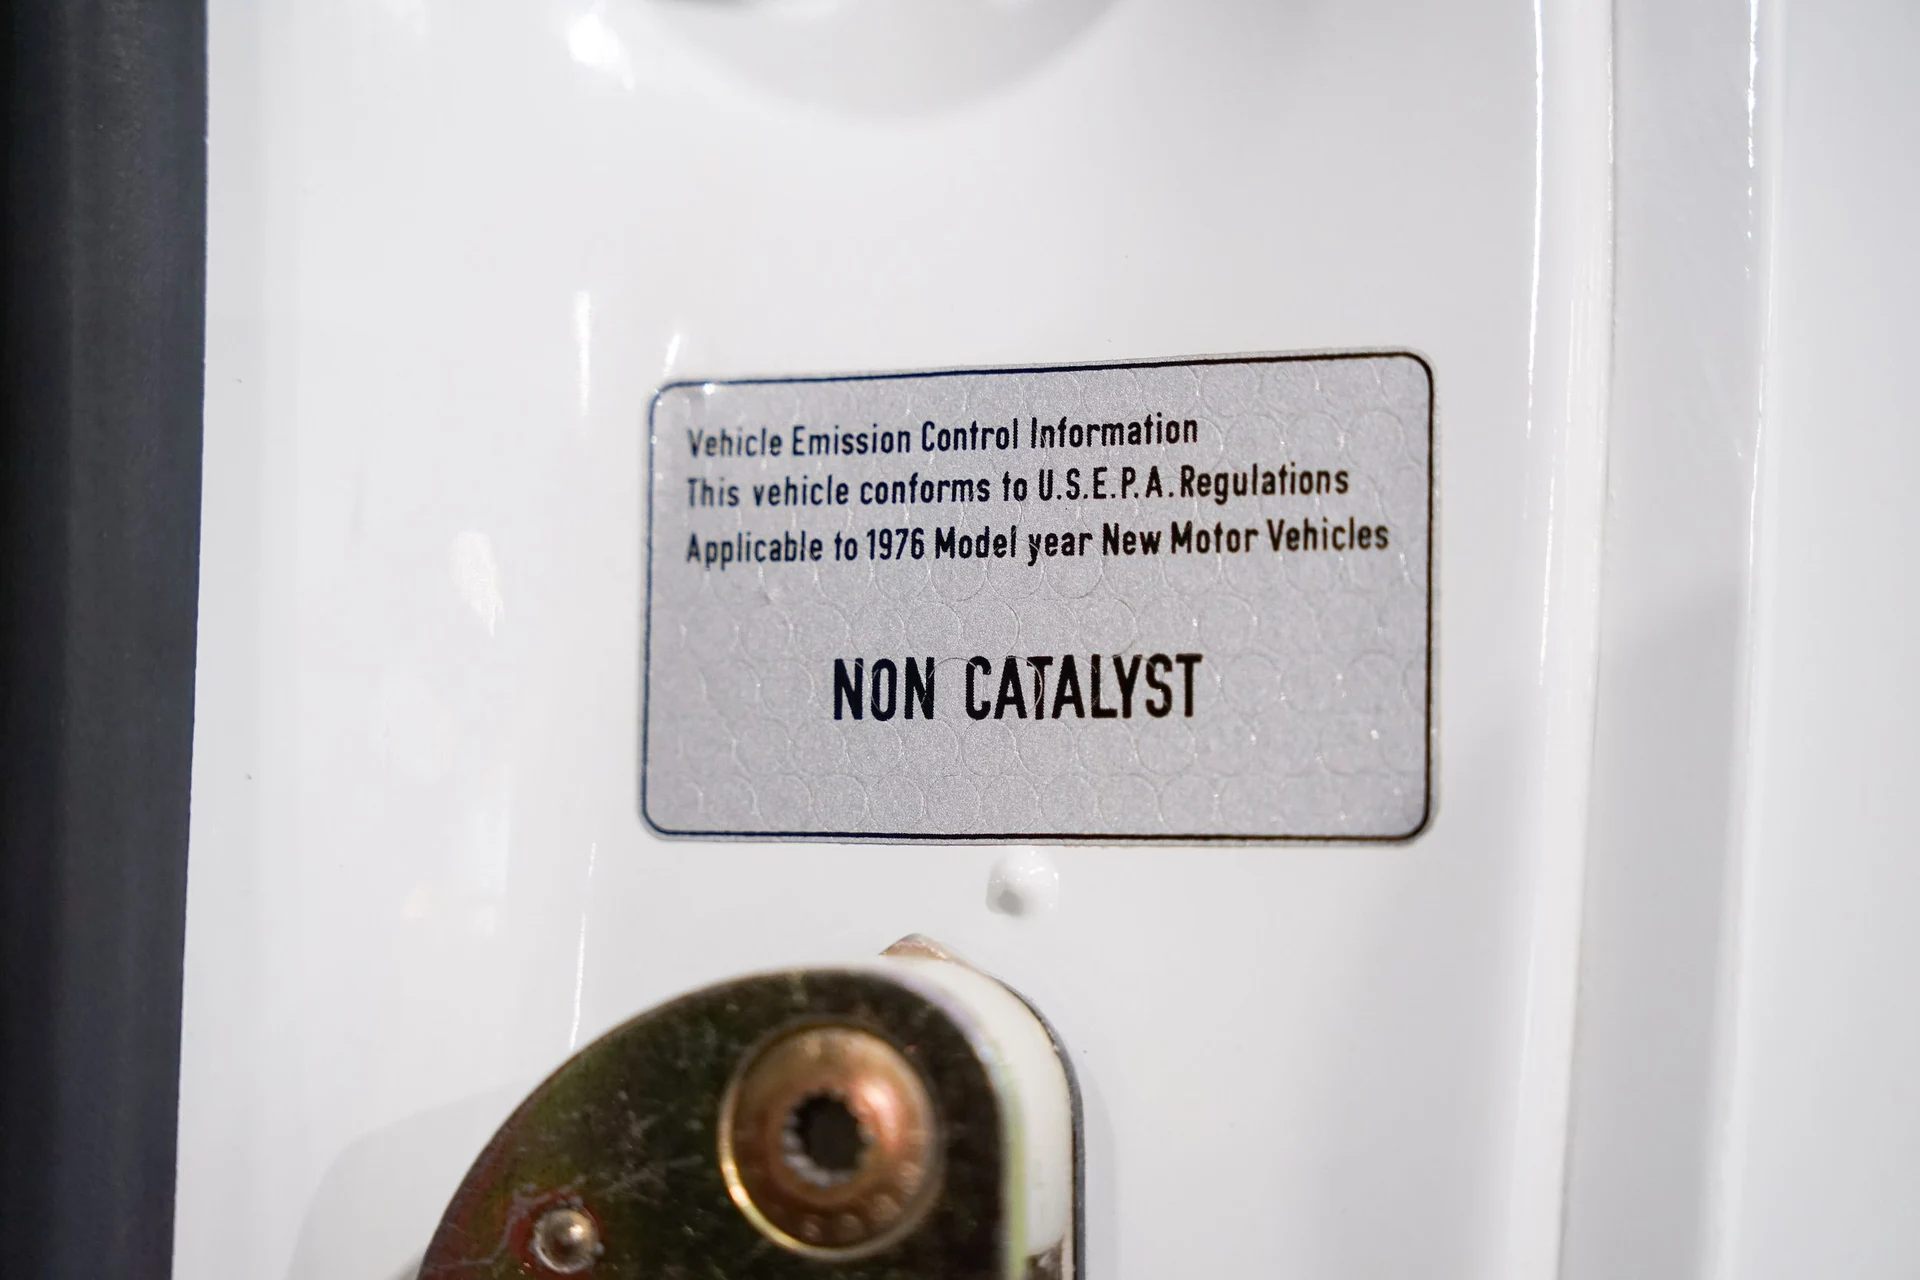 Vehicle Emission Control Information
This vehicle conforms to U.S.E.P.A. Regulations
Applicable to 1976 Model year New Motor Vehicles
NON CATALYST